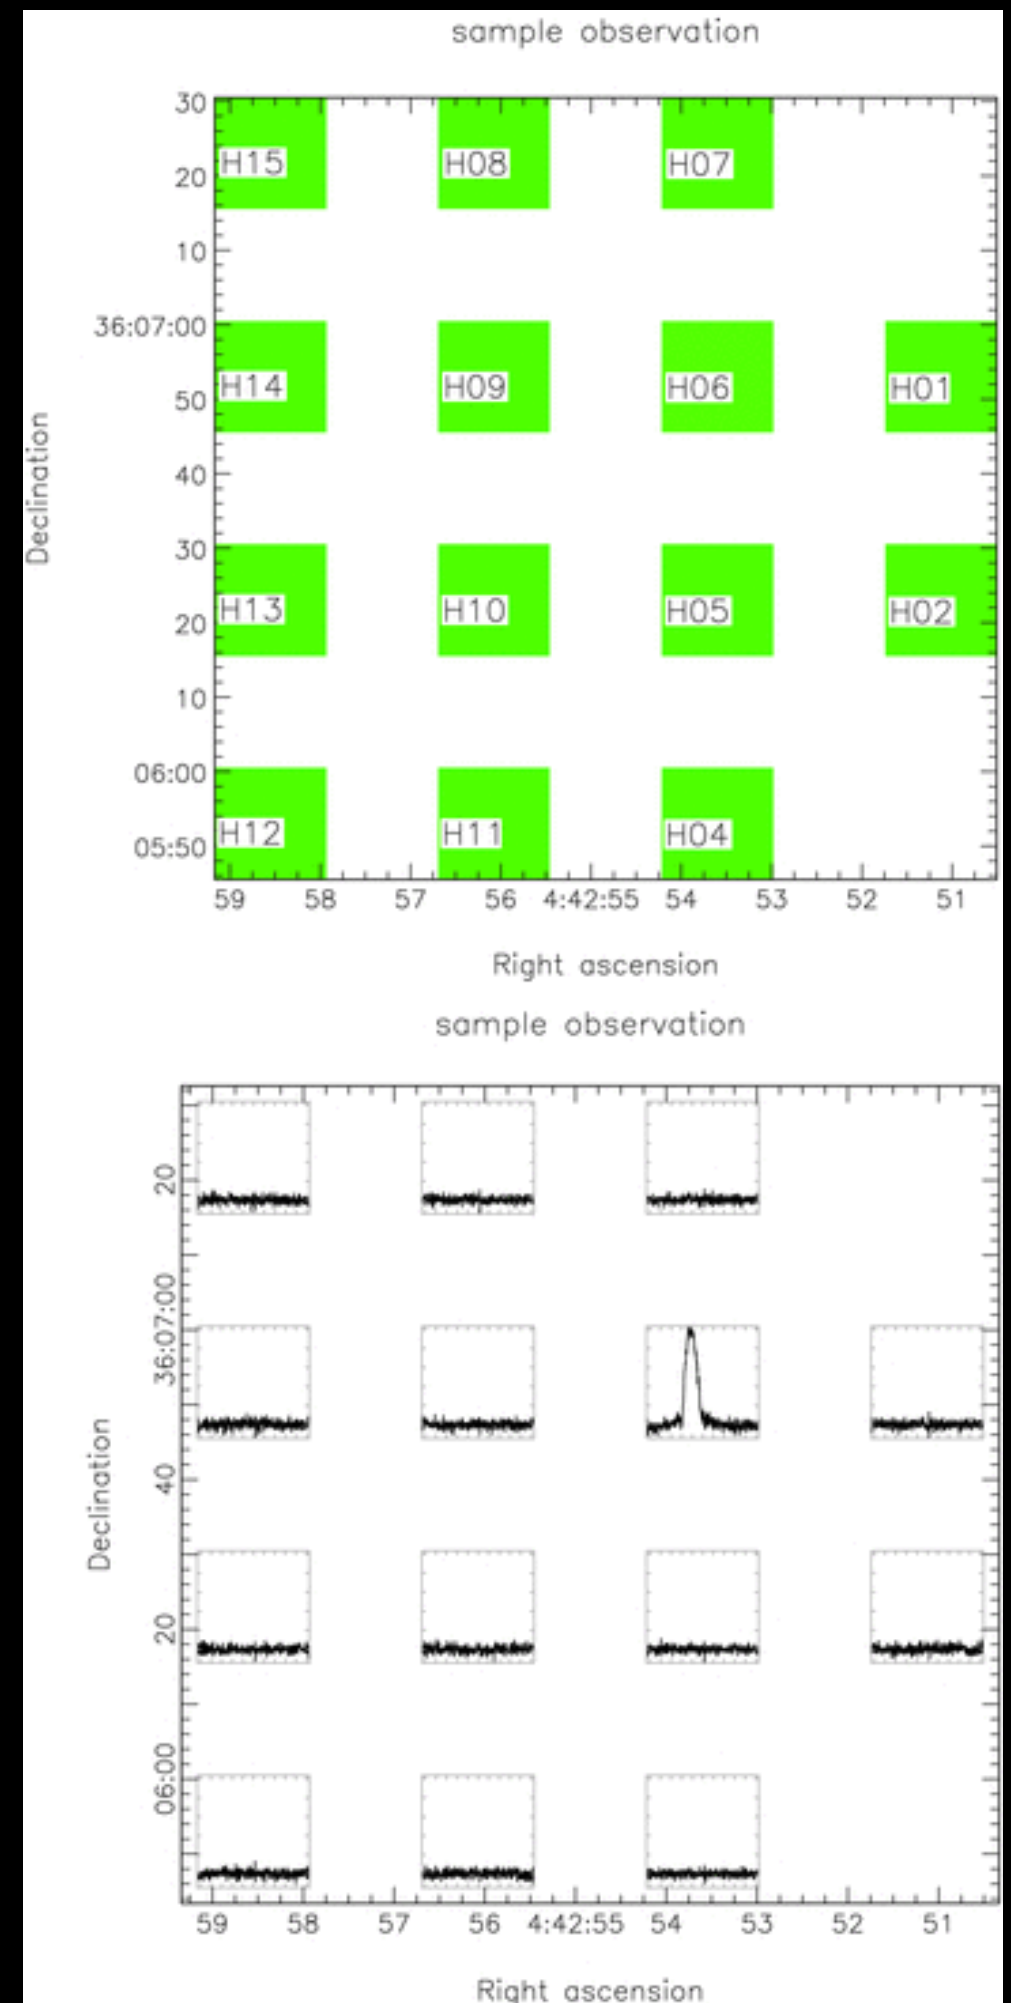 sample observation
30
H15 H08 H07
20
10
36:07:00
H14 H09 H06 H01
50
40
30
H13 H10 H05 H02
20
10
06:00
H12 H11 H04
05:50
Declination
59 58 57 56 4:42:55 54 53 52 51
Right ascension
sample observation
20
36:07:00
40
20
06:00
Declination
59 58 57 56 4:42:55 54 53 52 51
Right ascension